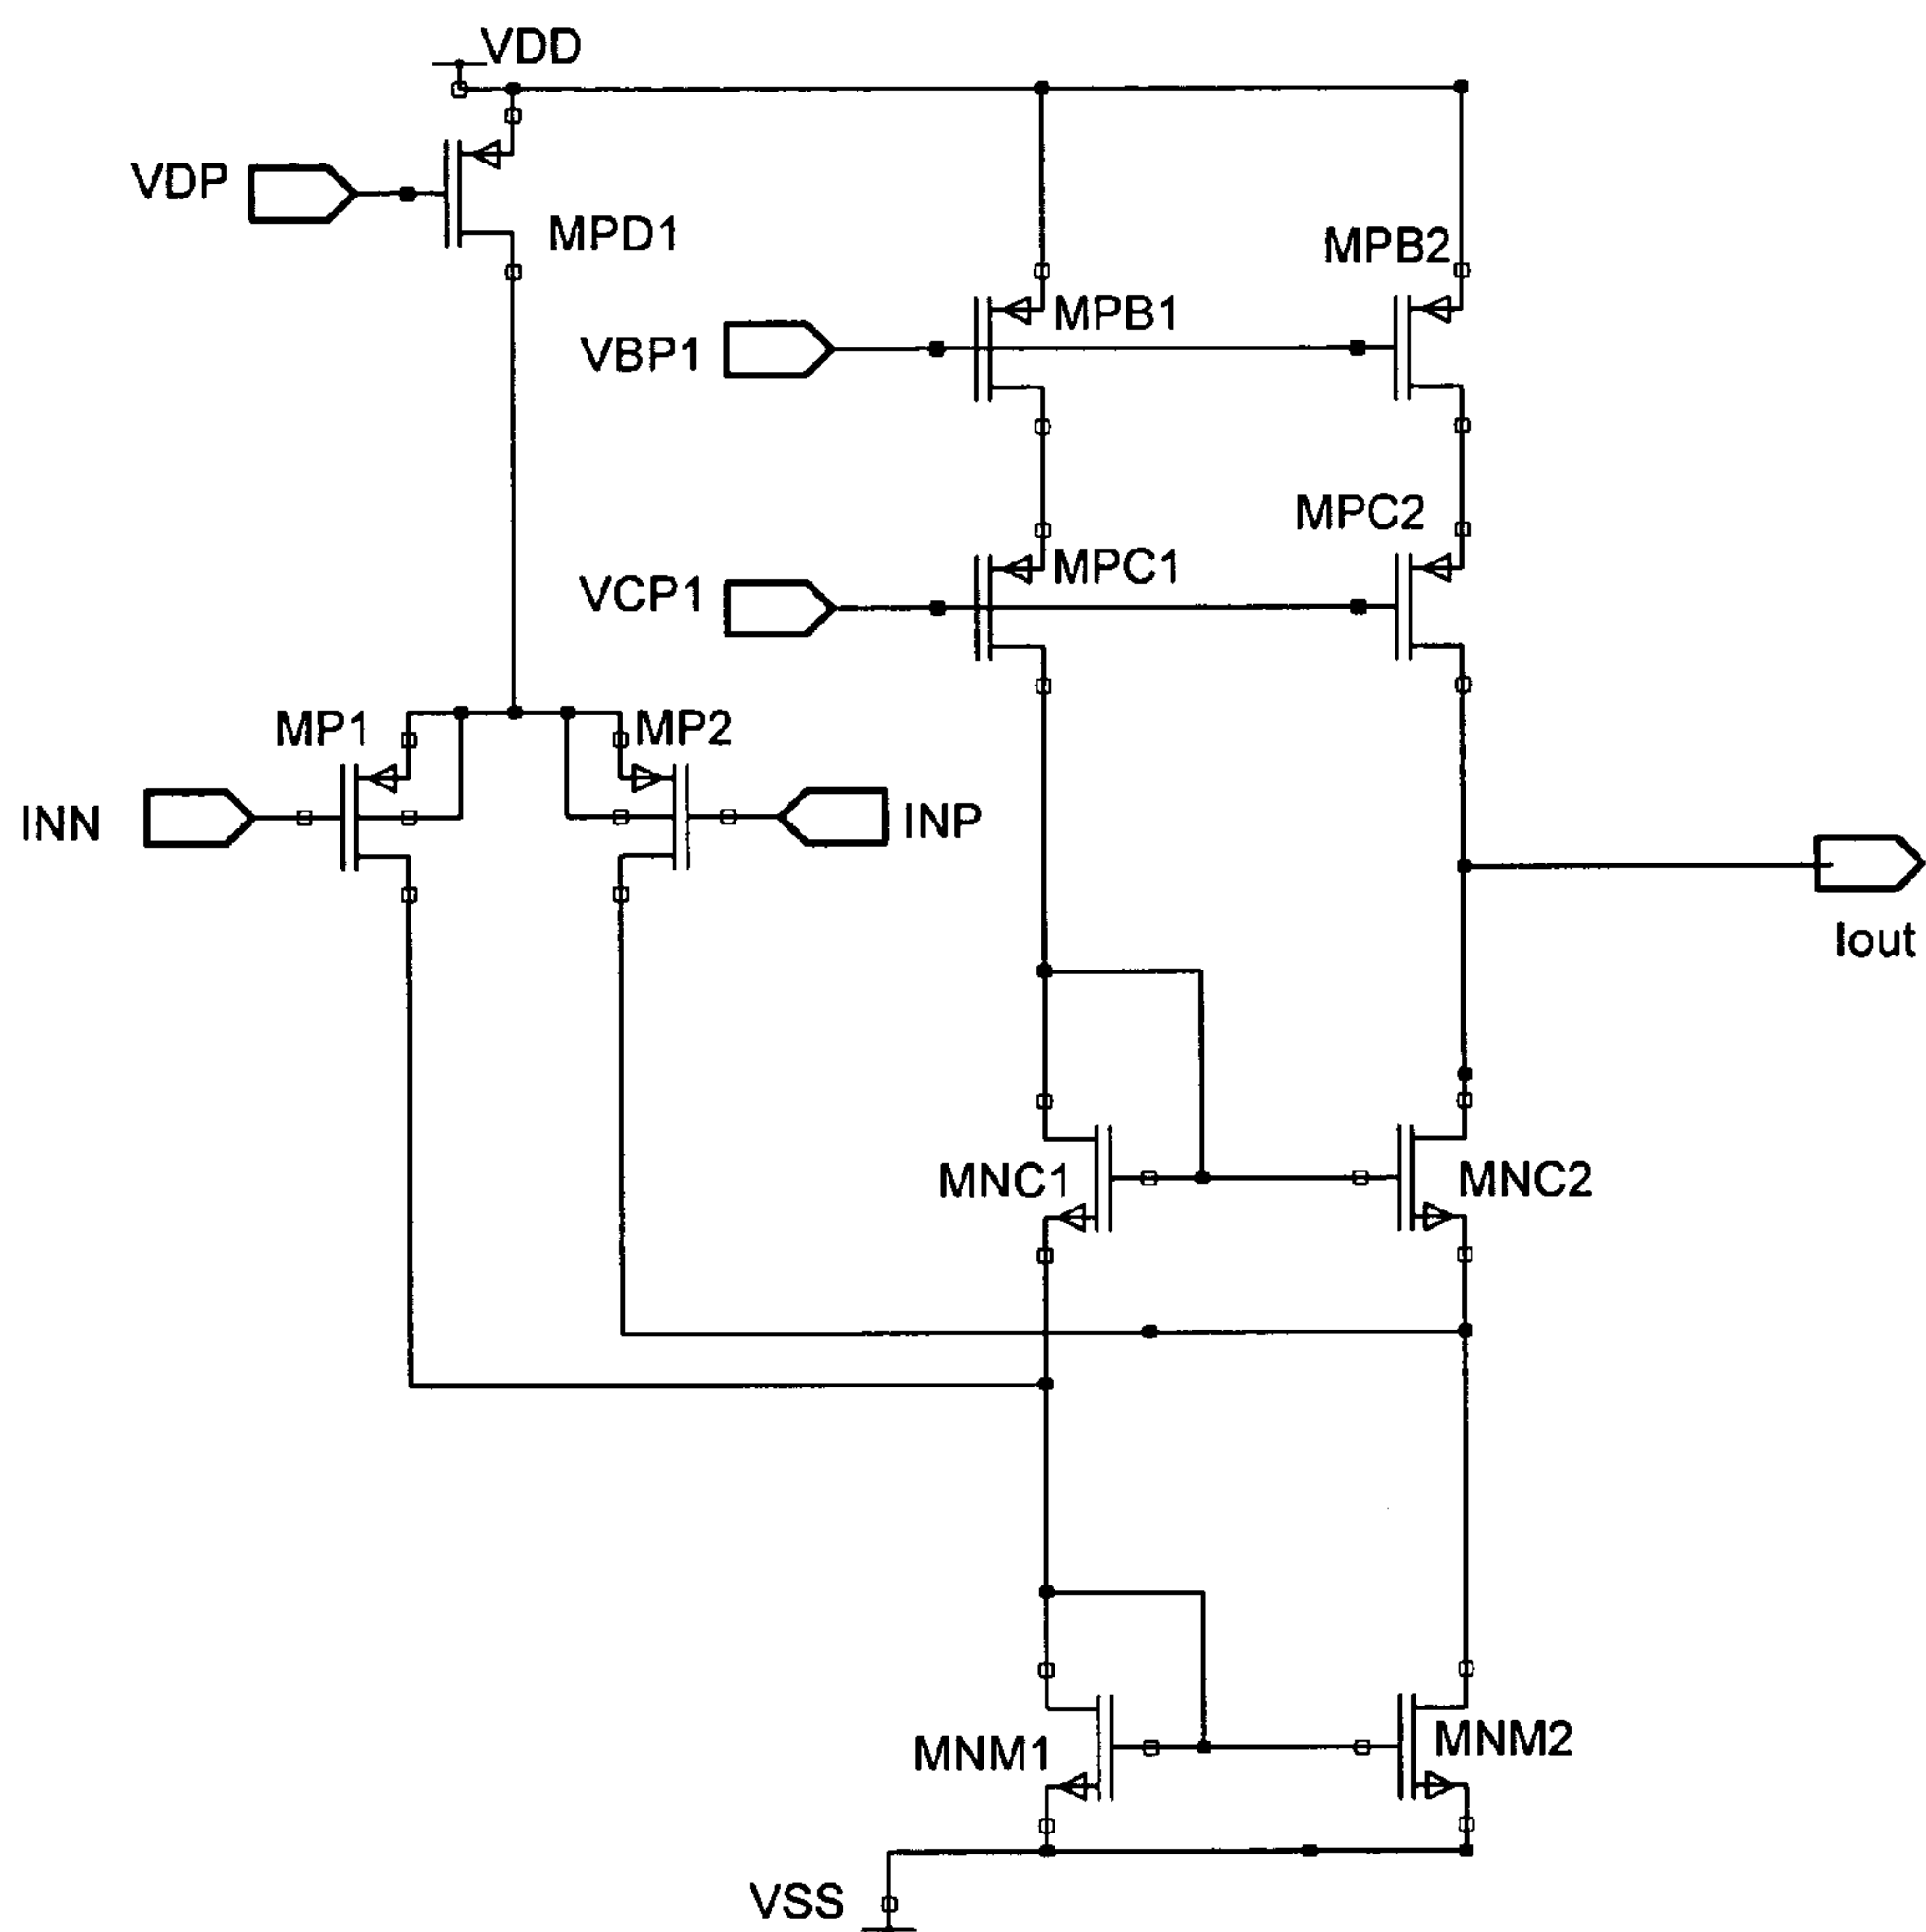 VDD
VDP
MPD1
MPB2
MPB1
VBP1
MPC2
MPC1
VCP1
MP1
MP2
INN
INP
Iout
MNC1
MNC2
MNM1
MNM2
VSS